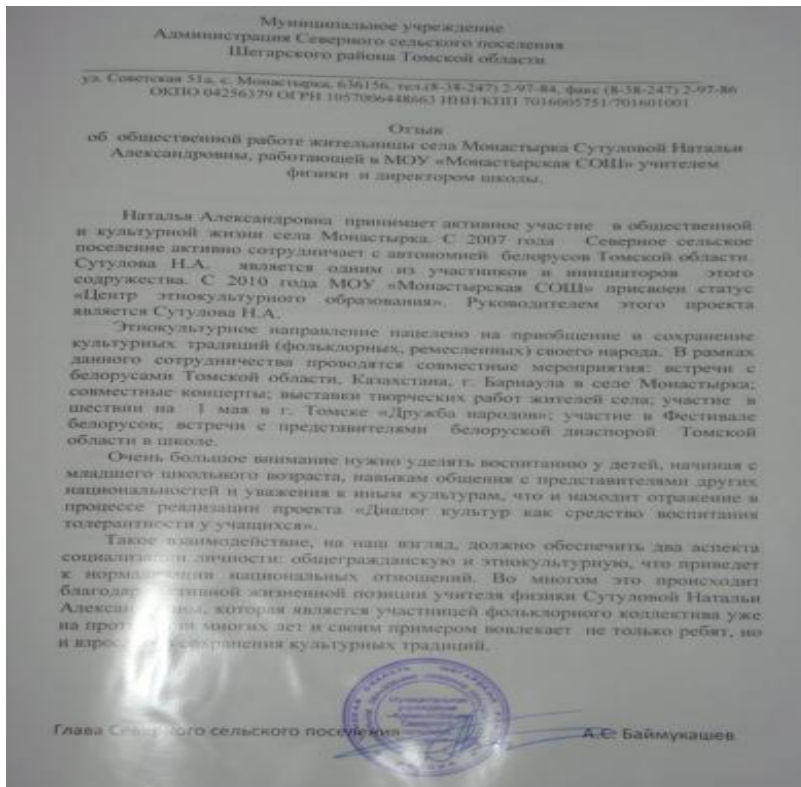 Муниципальное учреждение
Администрация Северного сельского поселения
Шегарского района Томской области
ул. Советская 51а, с. Монастырка, 636156, тел.(8-38-247) 2-97-84, факс (8-38-247) 2-97-86
ОКПО 04256379 ОГРН 1057006448663 ИНН/КПП 7016005751/701601001
Отзыв
об общественной работе жительницы села Монастырка Сутуловой Натальи
Александровны, работающей в МОУ «Монастырская СОШ» учителем
физики и директором школы.
Наталья Александровна принимает активное участие в общественной
и культурной жизни села Монастырка. С 2007 года Северное сельское
поселение активно сотрудничает с автономией белорусов Томской области.
Сутулова Н.А. является одним из участников и инициаторов этого
содружества. С 2010 года МОУ «Монастырская СОШ» присвоен статус
«Центр этнокультурного образования». Руководителем этого проекта
является Сутулова Н.А.
Этнокультурное направление нацелено на приобщение и сохранение
культурных традиций (фольклорных, ремесленных) своего народа. В рамках
данного сотрудничества проводятся совместные мероприятия: встречи с
белорусами Томской области, Казахстана, г. Барнаула в селе Монастырка;
совместные концерты; выставки творческих работ жителей села; участие в
шествии на 1 мая в г. Томске «Дружба народов»; участие в Фестивале
белорусов; встречи с представителями белоруской диаспорой Томской
области в школе.
Очень большое внимание нужно уделять воспитанию у детей, начиная с
младшего школьного возраста, навыкам общения с представителями других
национальностей и уважения к иным культурам, что и находит отражение в
процессе реализации проекта «Диалог культур как средство воспитания
толерантности у учащихся».
Такое взаимодействие, на наш взгляд, должно обеспечить два аспекта
социализации личности: общегражданскую и этнокультурную, что приведет
к нормализации национальных отношений. Во многом это происходит
благодаря активной жизненной позиции учителя физики Сутуловой Натальи
Александровны, которая является участницей фольклорного коллектива уже
на протяжении многих лет и своим примером вовлекает не только ребят, но
и сохранения культурных традиций.
Глава Северного сельского поселения А.С. Баймукашев